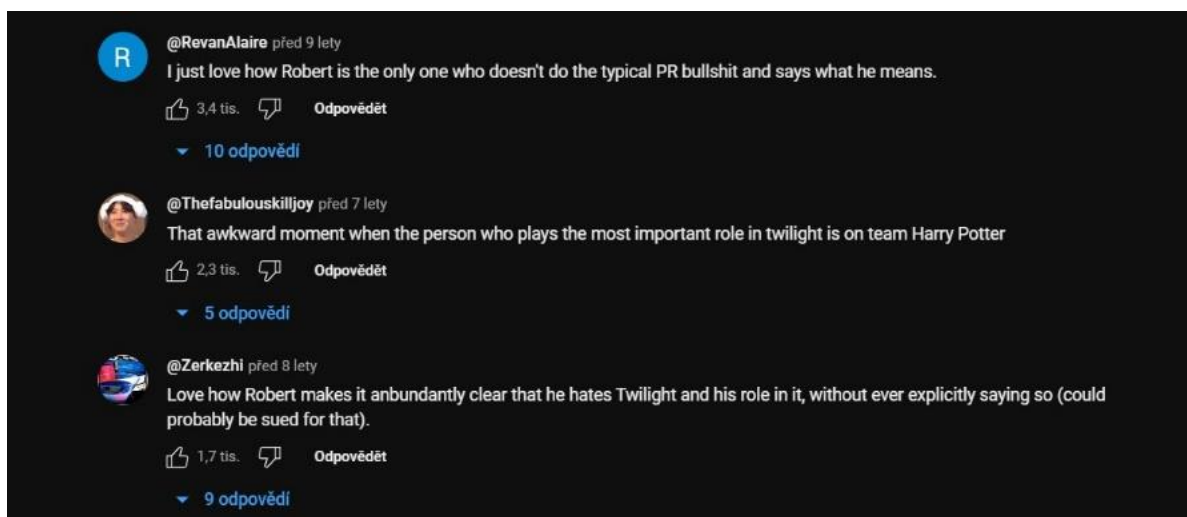 R
@RevanAlaire před 9 lety
I just love how Robert is the only one who doesn't do the typical PR bullshit and says what he means.
3,4 tis. Odpovědět
10 odpovědí
@Thefabulouskilljoy před 7 lety
That awkward moment when the person who plays the most important role in twilight is on team Harry Potter
2,3 tis. Odpovědět
5 odpovědí
@Zerkezhi před 8 lety
Love how Robert makes it anbundantly clear that he hates Twilight and his role in it, without ever explicitly saying so (could
probably be sued for that).
1,7 tis. Odpovědět
9 odpovědí